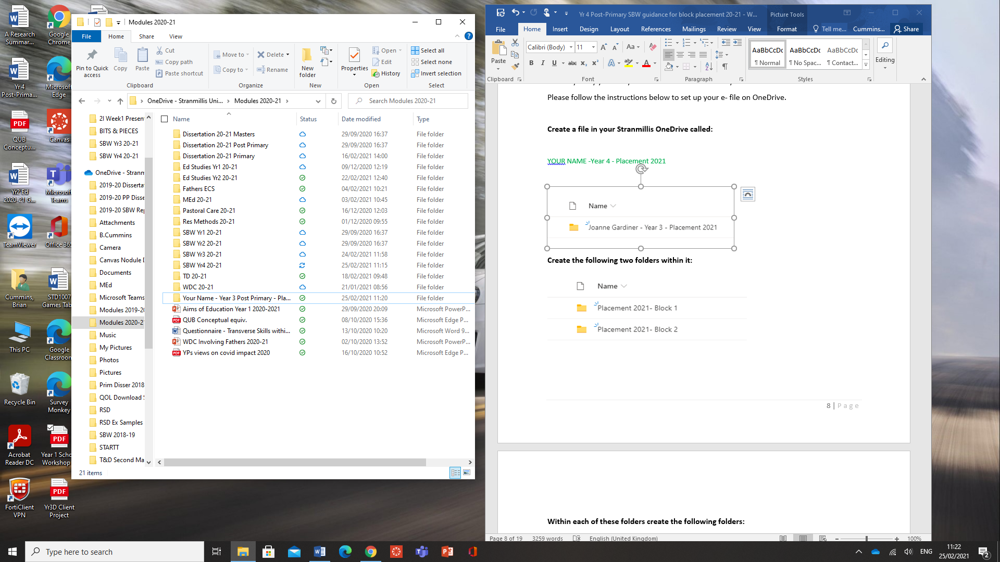 A Research
Summar...
Google
Chrome
Yr 4
Post-Prima...
Microsoft
Edge
QUB
Conceptu...
Canvas
Yr2 Ed
2020-21 G...
Microsoft
Teams
TeamViewer
Office 365
Cummins,
Brian
STD1007
Games Tab
This PC
Google
Classroom
Recycle Bin
Survey
Monkey
Acrobat
Reader DC
Year 1 Scho
Workshop
FortiClient
VPN
Yr3D Client
Project
Modules 2020-21
File
Home
Share
View
Pin to Quick
access
Copy
Paste
Cut
Copy path
Paste shortcut
Clipboard
Move to
Copy to
Delete
Rename
Organize
New
folder
New
Properties
Open
Edit
History
Open
Select all
Select none
Invert selection
Select
OneDrive - Stranmillis Uni... > Modules 2020-21 >
Search Modules 2020-21
2I Week1 Presen
BITS & PIECES
SBW Yr3 20-21
SBW Yr4 20-21
OneDrive - Stranm
2019-20 Disserta
2019-20 PP Disse
2019-20 SBW Rep
Attachments
B.Cummins
Camera
Canvas Nodule D
Documents
MEd
Microsoft Teams
Modules 2019-20
Modules 2020-21
Music
My Pictures
Photos
Pictures
Prim Disser 2018
QOL Download S
RSD
RSD Ex Samples
SBW 2018-19
STARTT
T&D Second Ma
Name Status Date modified Type
Dissertation 20-21 Masters 29/09/2020 16:37 File folder
Dissertation 20-21 Post Primary 29/09/2020 16:37 File folder
Dissertation 20-21 Primary 16/02/2021 14:00 File folder
Ed Studies Yr1 20-21 09/12/2020 12:19 File folder
Ed Studies Yr2 20-21 22/02/2021 12:40 File folder
Fathers ECS 04/02/2021 10:21 File folder
MEd 20-21 03/02/2021 10:45 File folder
Pastoral Care 20-21 16/12/2020 12:03 File folder
Res Methods 20-21 01/12/2020 09:55 File folder
SBW Yr1 20-21 29/09/2020 16:37 File folder
SBW Yr2 20-21 29/09/2020 16:37 File folder
SBW Yr3 20-21 24/02/2021 11:58 File folder
SBW Yr4 20-21 25/02/2021 11:15 File folder
TD 20-21 18/02/2021 09:48 File folder
WDC 20-21 21/01/2021 08:56 File folder
Your Name - Year 3 Post Primary - Pla... 25/02/2021 11:20 File folder
Aims of Education Year 1 2020-2021 29/09/2020 20:09 Microsoft PowerP...
QUB Conceptual equiv. 08/10/2020 15:36 Microsoft Edge P...
Questionnaire - Transverse Skills withi... 13/10/2020 10:20 Microsoft Word 9...
WDC Involving Fathers 2020-21 02/10/2020 13:52 Microsoft PowerP...
YPs views on covid impact 2020 16/10/2020 10:52 Microsoft Edge P...
21 items
Yr 4 Post-Primary SBW guidance for block placement 20-21 - W...
Picture Tools
File Home Insert Design Layout References Mailings Review View Format Tell me... Cummins... Share
Paste
Clipboard
Calibri (Body) 11
B I U abc x₂ x²
Font
Paragraph
AaBbCcDc AaBbCcDc AaBbCcDc
¶ Normal ¶ No Spac... ¶ Contact...
Styles
Editing
Please follow the instructions below to set up your e- file on OneDrive.
Create a file in your Stranmillis OneDrive called:
YOUR NAME -Year 4 - Placement 2021
Name
Joanne Gardiner - Year 3 - Placement 2021
Create the following two folders within it:
Name
Placement 2021- Block 1
Placement 2021- Block 2
8 | Page
Within each of these folders create the following folders:
Page 8 of 19 3259 words English (United Kingdom) 100%
Type here to search
ENG
11:22
25/02/2021
2